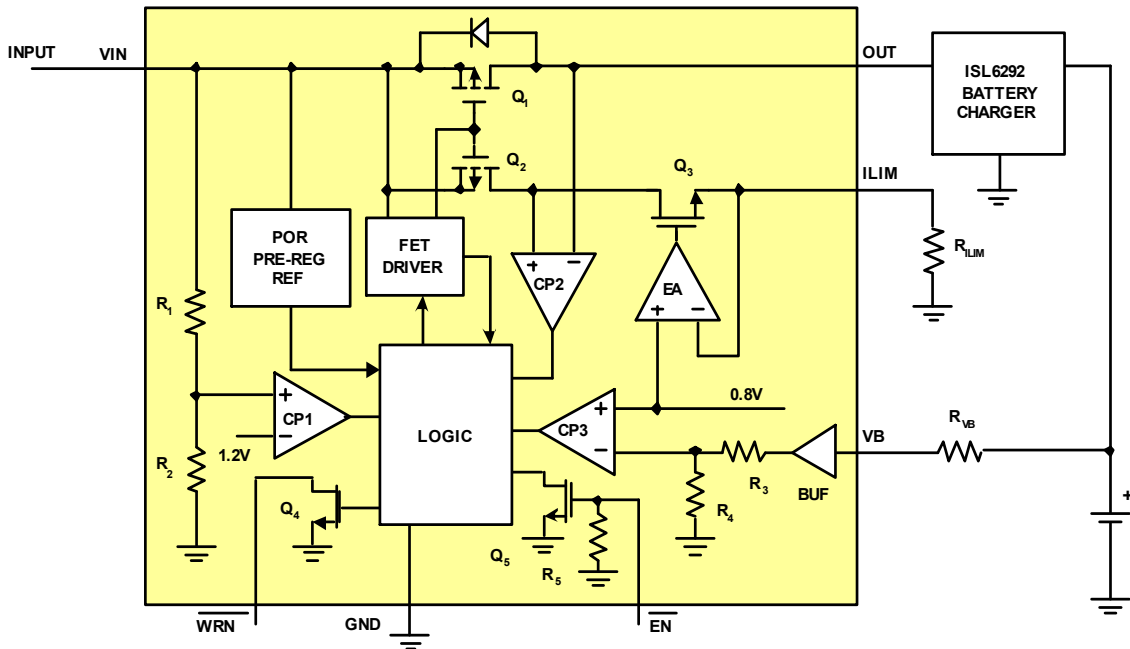 INPUT
VIN
OUT
ISL6292
BATTERY
CHARGER
Q1
Q2
Q3
ILIM
RILIM
POR
PRE-REG
REF
FET
DRIVER
+
−
CP2
EA
+
−
R1
+
CP1
−
1.2V
LOGIC
+
CP3
−
0.8V
VB
RVB
R2
R3
BUF
R4
+
Q4
Q5
R5
WRN
GND
EN